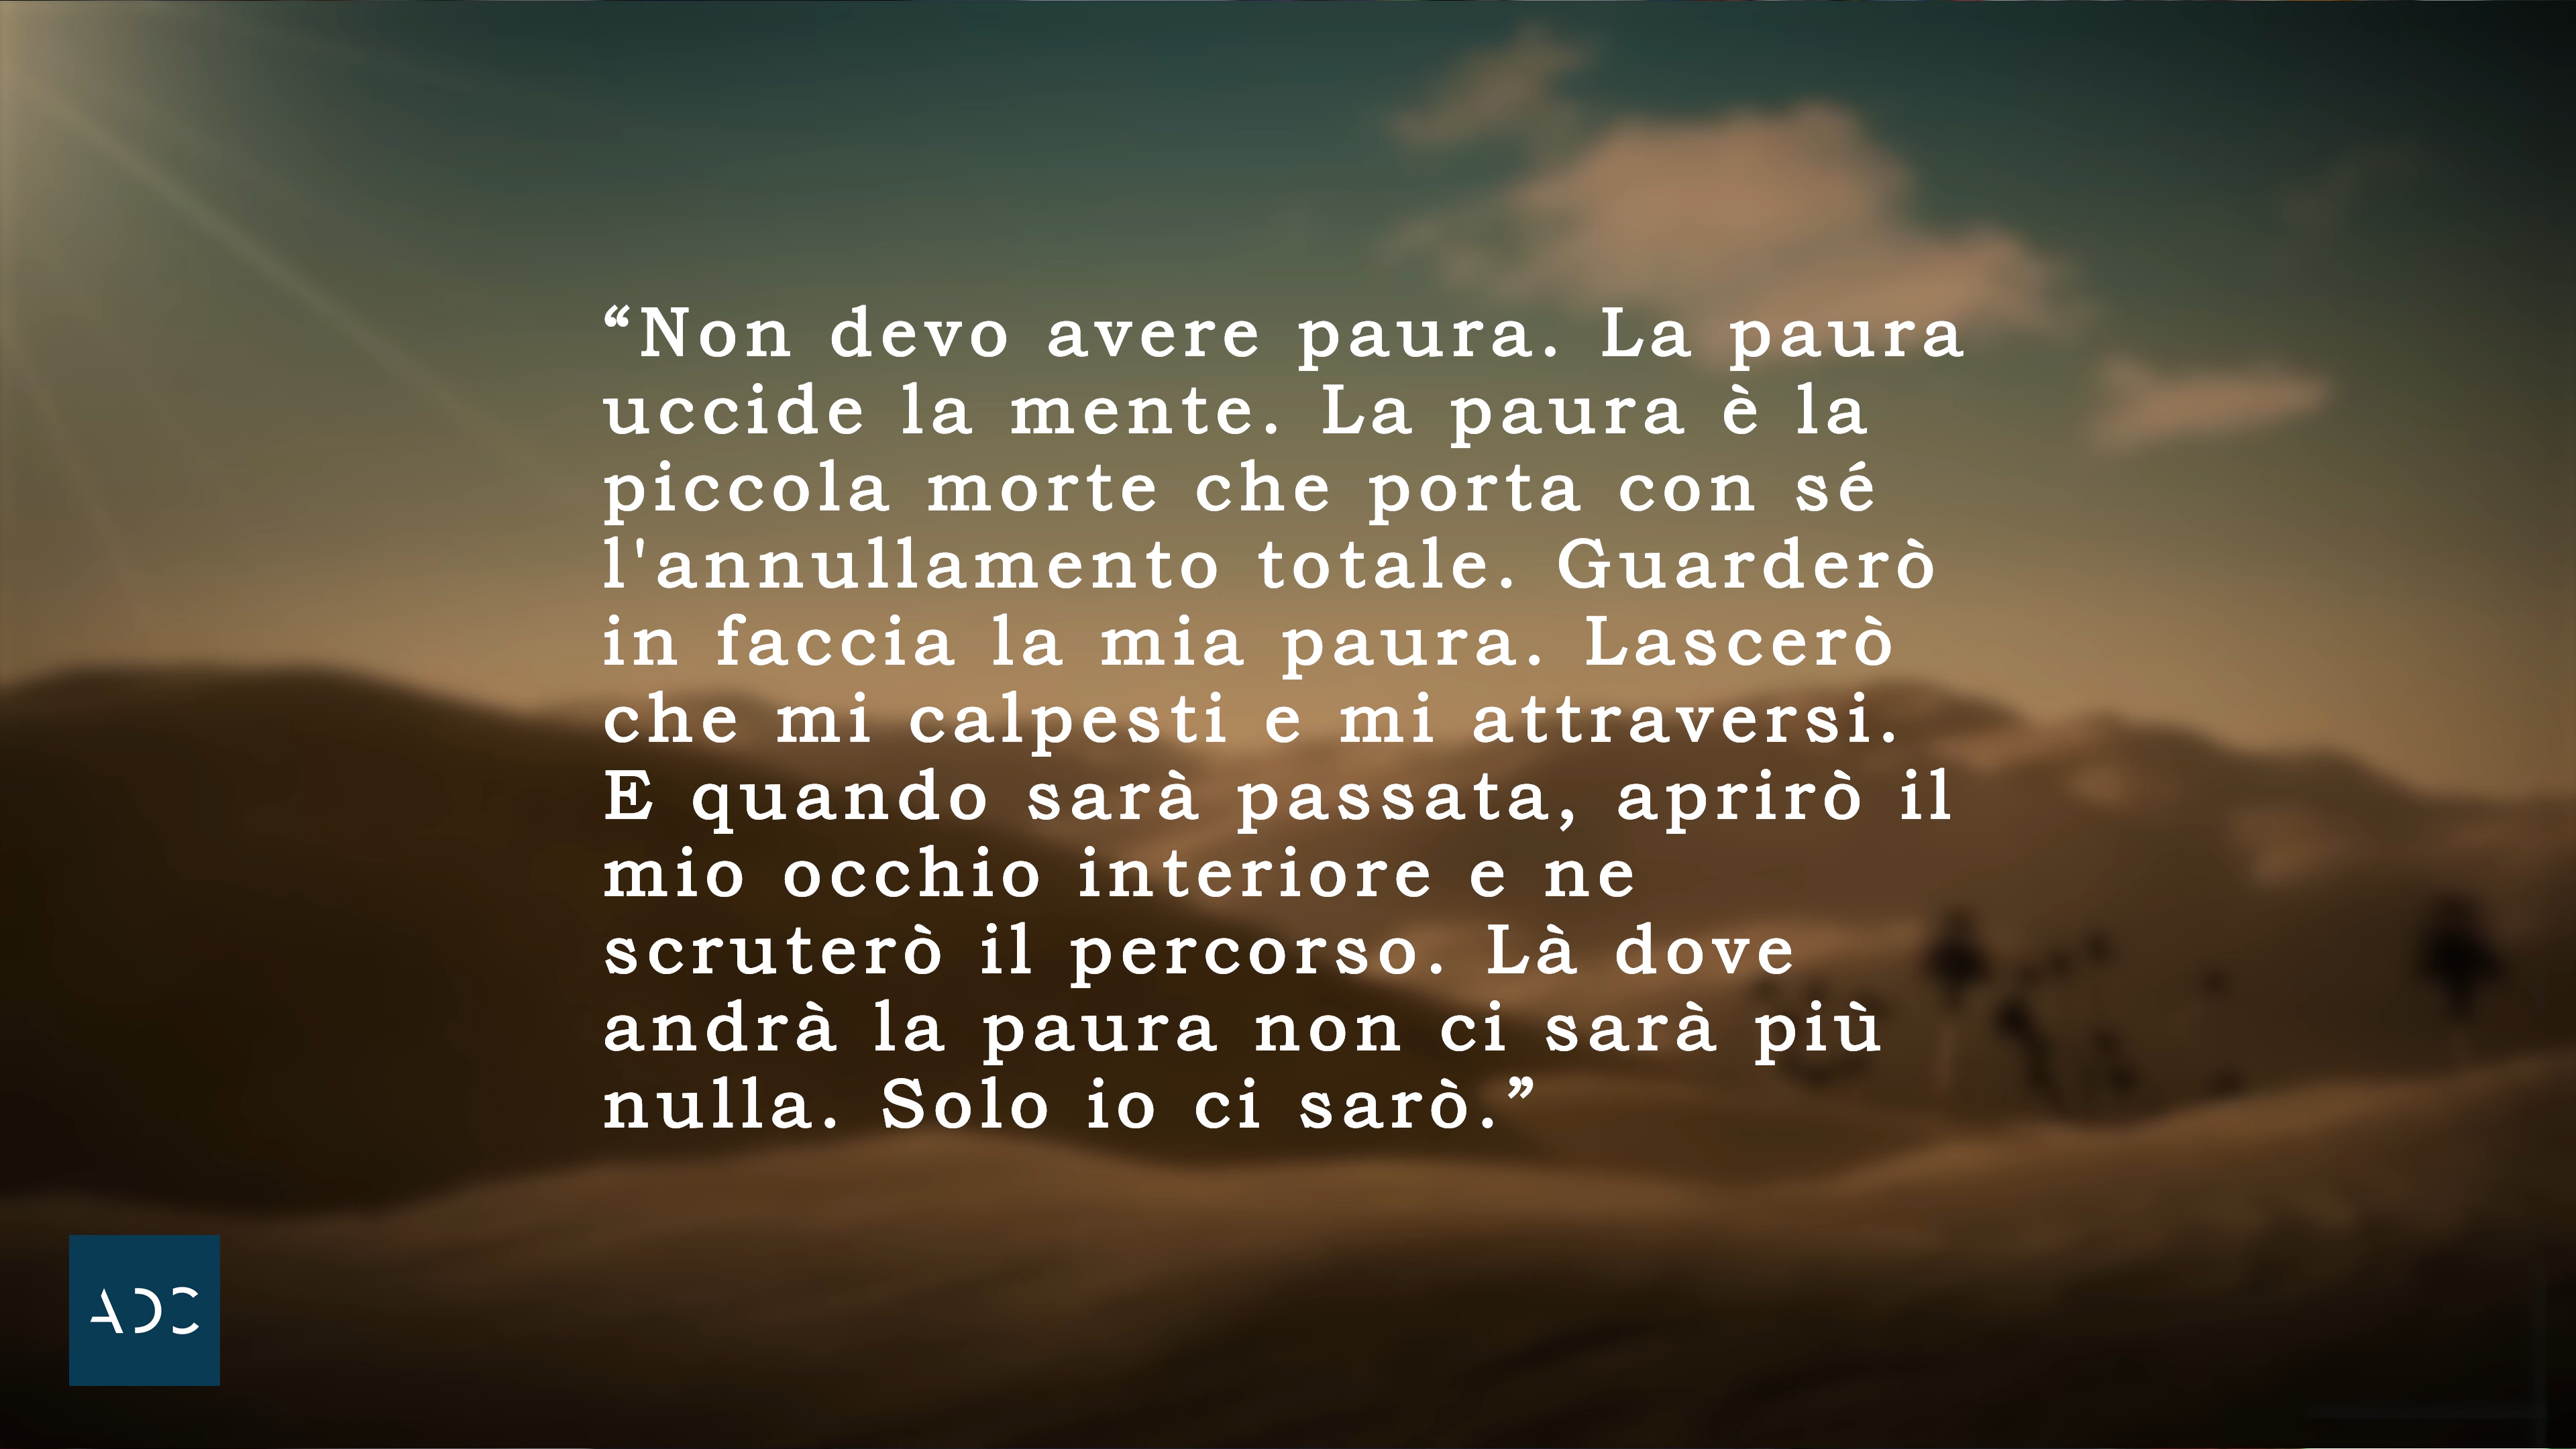 “Non devo avere paura. La paura
uccide la mente. La paura è la
piccola morte che porta con sé
l'annullamento totale. Guarderò
in faccia la mia paura. Lascerò
che mi calpesti e mi attraversi.
E quando sarà passata, aprirò il
mio occhio interiore e ne
scruterò il percorso. Là dove
andrà la paura non ci sarà più
nulla. Solo io ci sarò.”
ADC